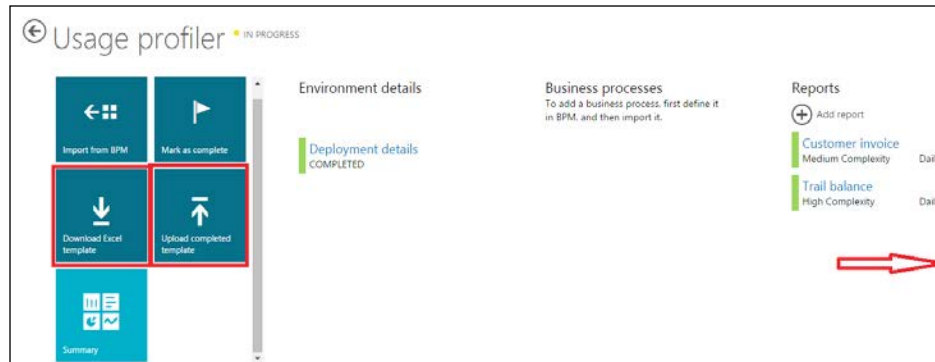 Usage profiler IN PROGRESS
Import from BPM
Mark as complete
Download Excel
template
Upload completed
template
Summary
Environment details
Deployment details
COMPLETED
Business processes
To add a business process, first define it
in BPM, and then import it.
Reports
Add report
Customer invoice
Medium Complexity Dail
Trail balance
High Complexity Dail